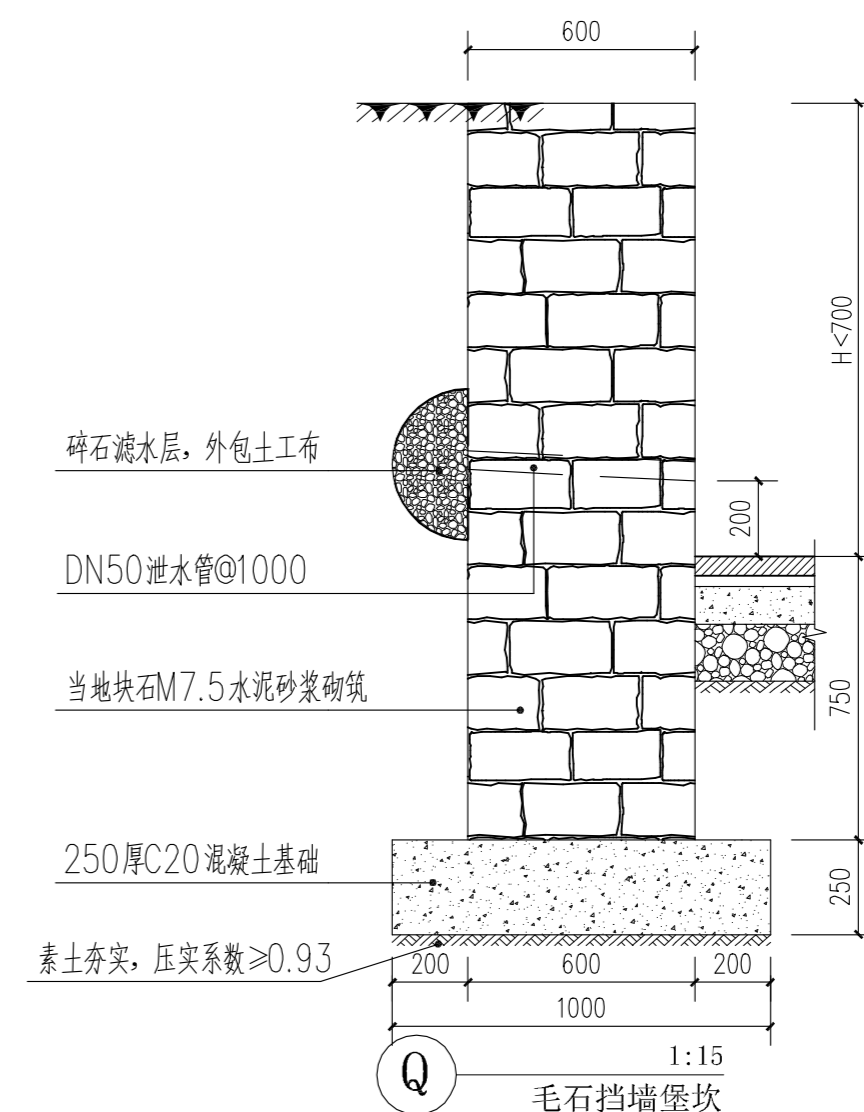 600
H<700
碎石滤水层，外包土工布
200
DN50泄水管@1000
当地块石M7.5水泥砂浆砌筑
750
250厚C20混凝土基础
250
素土夯实，压实系数≥0.93
200 600 200
1000
Q
1:15
毛石挡墙堡坎